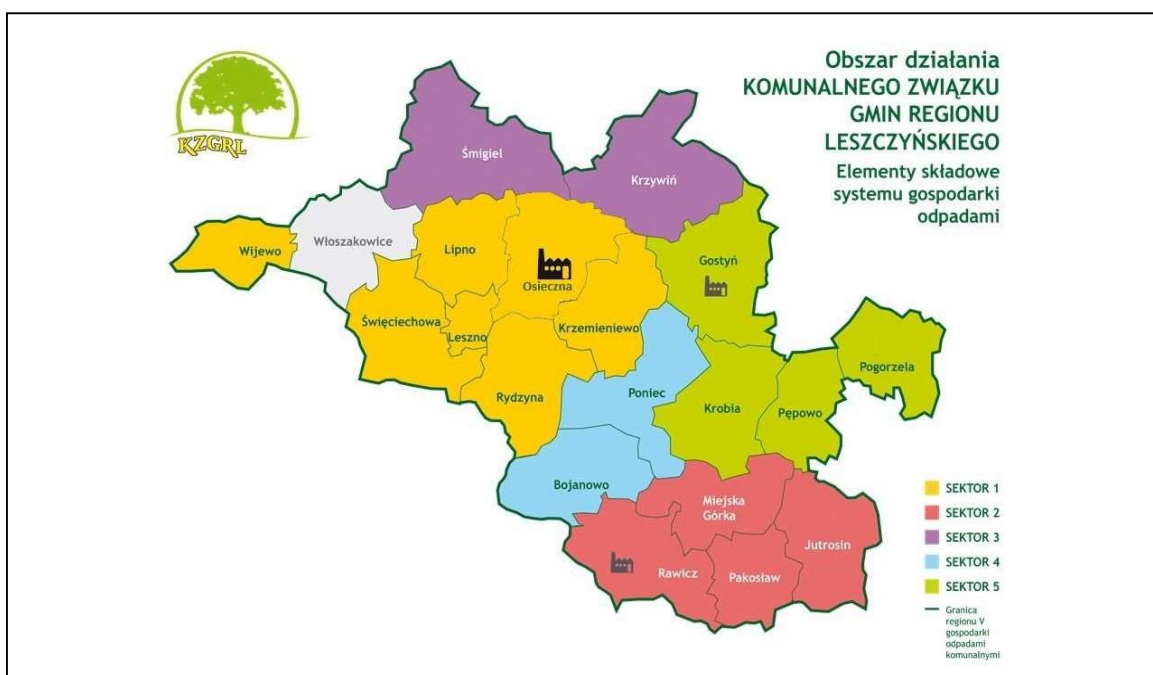 KZGRL
Obszar działania
KOMUNALNEGO ZWIĄZKU
GMIN REGIONU
LESZCZYŃSKIEGO
Elementy składowe
systemu gospodarki
odpadami
Śmigiel
Krzywiń
Wijewo
Włoszakowice
Lipno
Osieczna
Gostyń
Święciechowa
Leszno
Krzemieniewo
Rydzyna
Poniec
Krobia
Pępowo
Pogorzela
Bojanowo
Miejska
Górka
Jutrosin
Rawicz
Pakosław
SEKTOR 1
SEKTOR 2
SEKTOR 3
SEKTOR 4
SEKTOR 5
Granica
regionu V
gospodarki
odpadami
komunalnymi